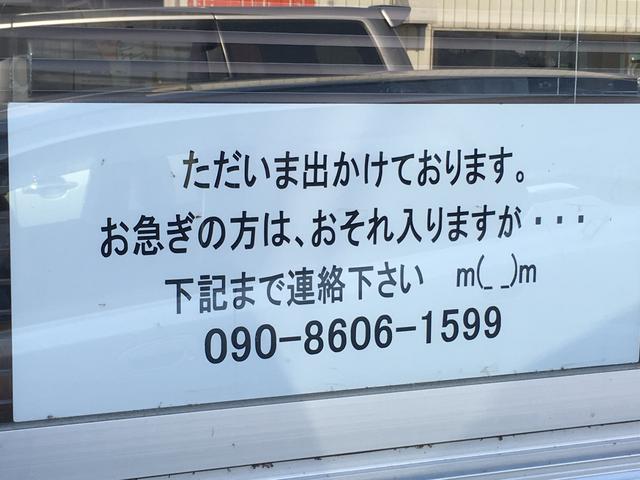 ただいま出かけております。
お急ぎの方は、おそれ入りますが・・・
下記まで連絡下さい　m(_ _)m
090-8606-1599